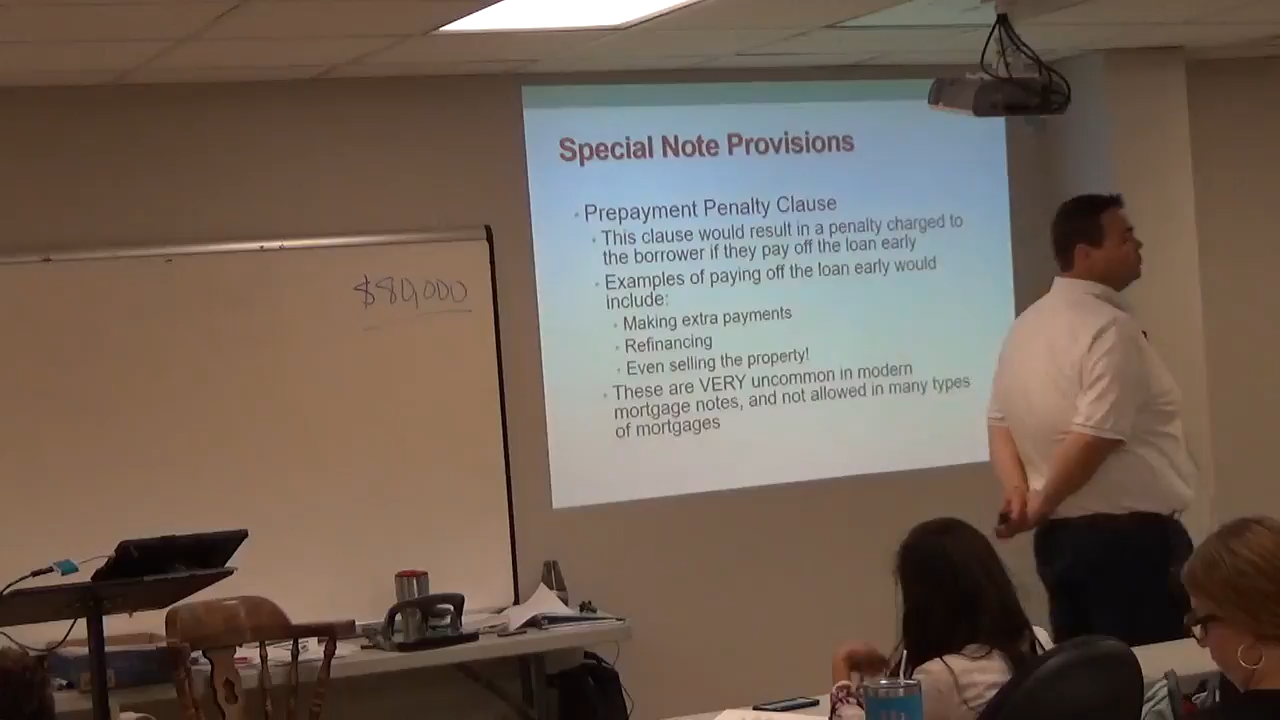 Special Note Provisions
Prepayment Penalty Clause
This clause would result in a penalty charged to
the borrower if they pay off the loan early
Examples of paying off the loan early would
include:
Making extra payments
Refinancing
Even selling the property!
These are VERY uncommon in modern
mortgage notes, and not allowed in many types
of mortgages
$80,000